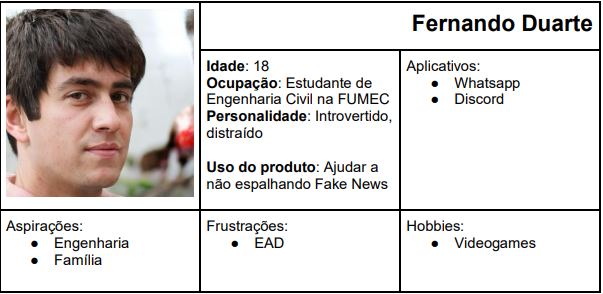 Fernando Duarte
Idade: 18
Ocupação: Estudante de
Engenharia Civil na FUMEC
Personalidade: Introvertido,
distraído
Uso do produto: Ajudar a
não espalhando Fake News
Aplicativos:
● Whatsapp
● Discord
Aspirações:
● Engenharia
● Família
Frustrações:
● EAD
Hobbies:
● Videogames